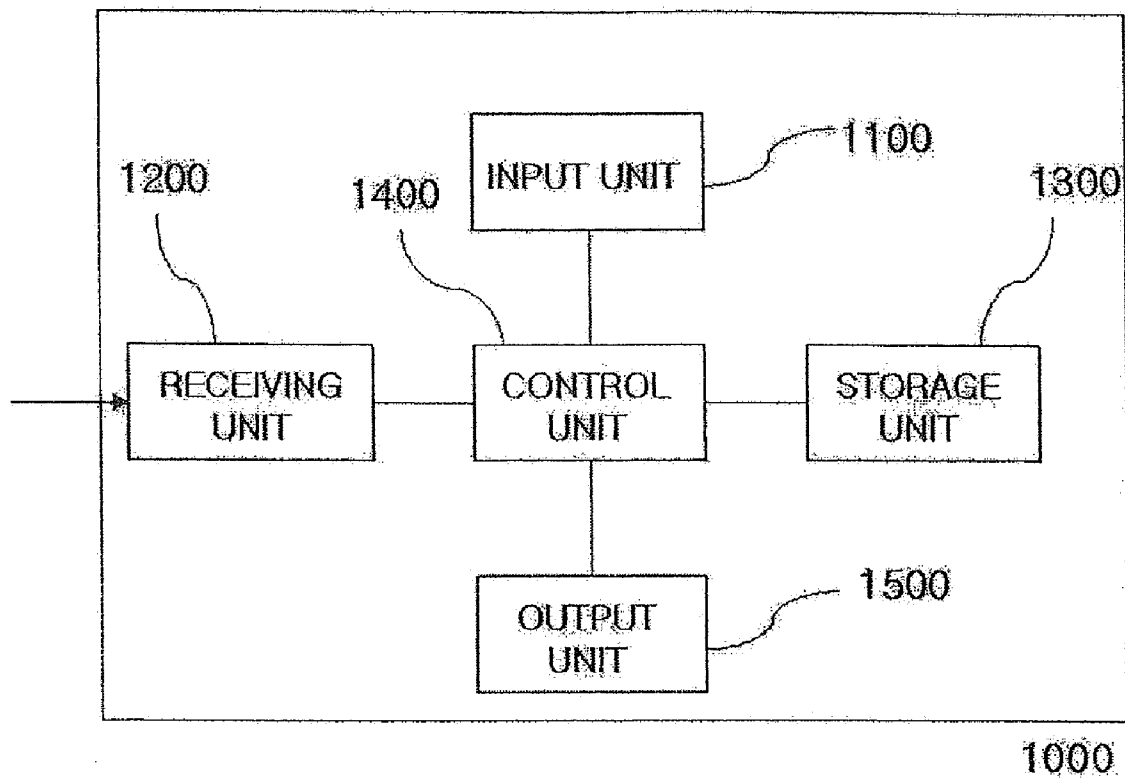 1100
INPUT UNIT
1200
1400
1300
RECEIVING
UNIT
CONTROL
UNIT
STORAGE
UNIT
1500
OUTPUT
UNIT
1000